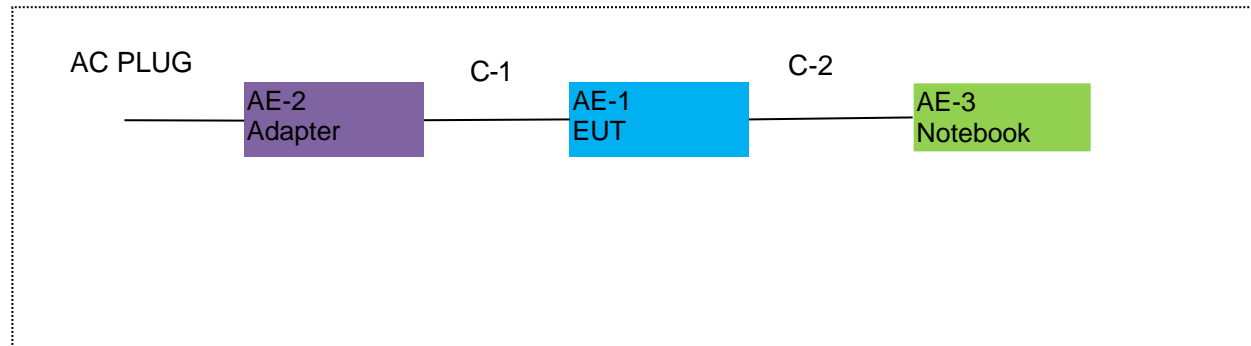 AC PLUG
C-1
C-2
AE-2
Adapter
AE-1
EUT
AE-3
Notebook